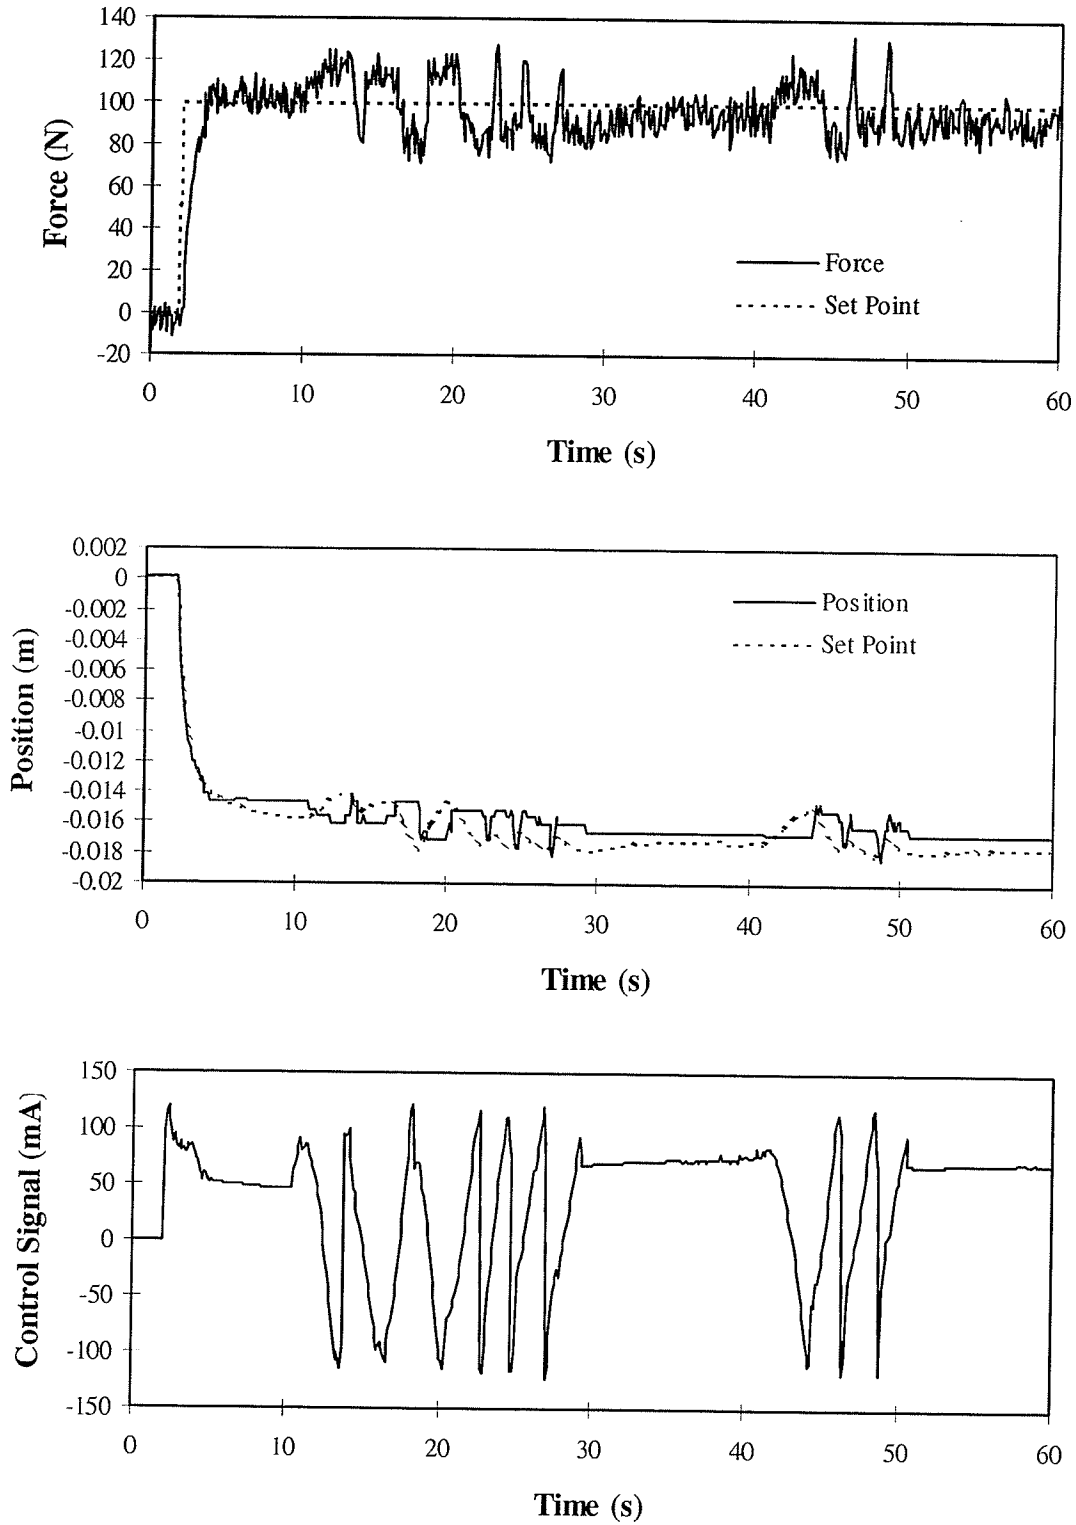 140
120
100
80
60
40
20
0
-20
Force (N)
Force
Set Point
0 10 20 30 40 50 60
Time (s)
0.002
0
-0.002
-0.004
-0.006
-0.008
-0.01
-0.012
-0.014
-0.016
-0.018
-0.02
Position (m)
Position
Set Point
0 10 20 30 40 50 60
Time (s)
150
100
50
0
-50
-100
-150
Control Signal (mA)
0 10 20 30 40 50 60
Time (s)